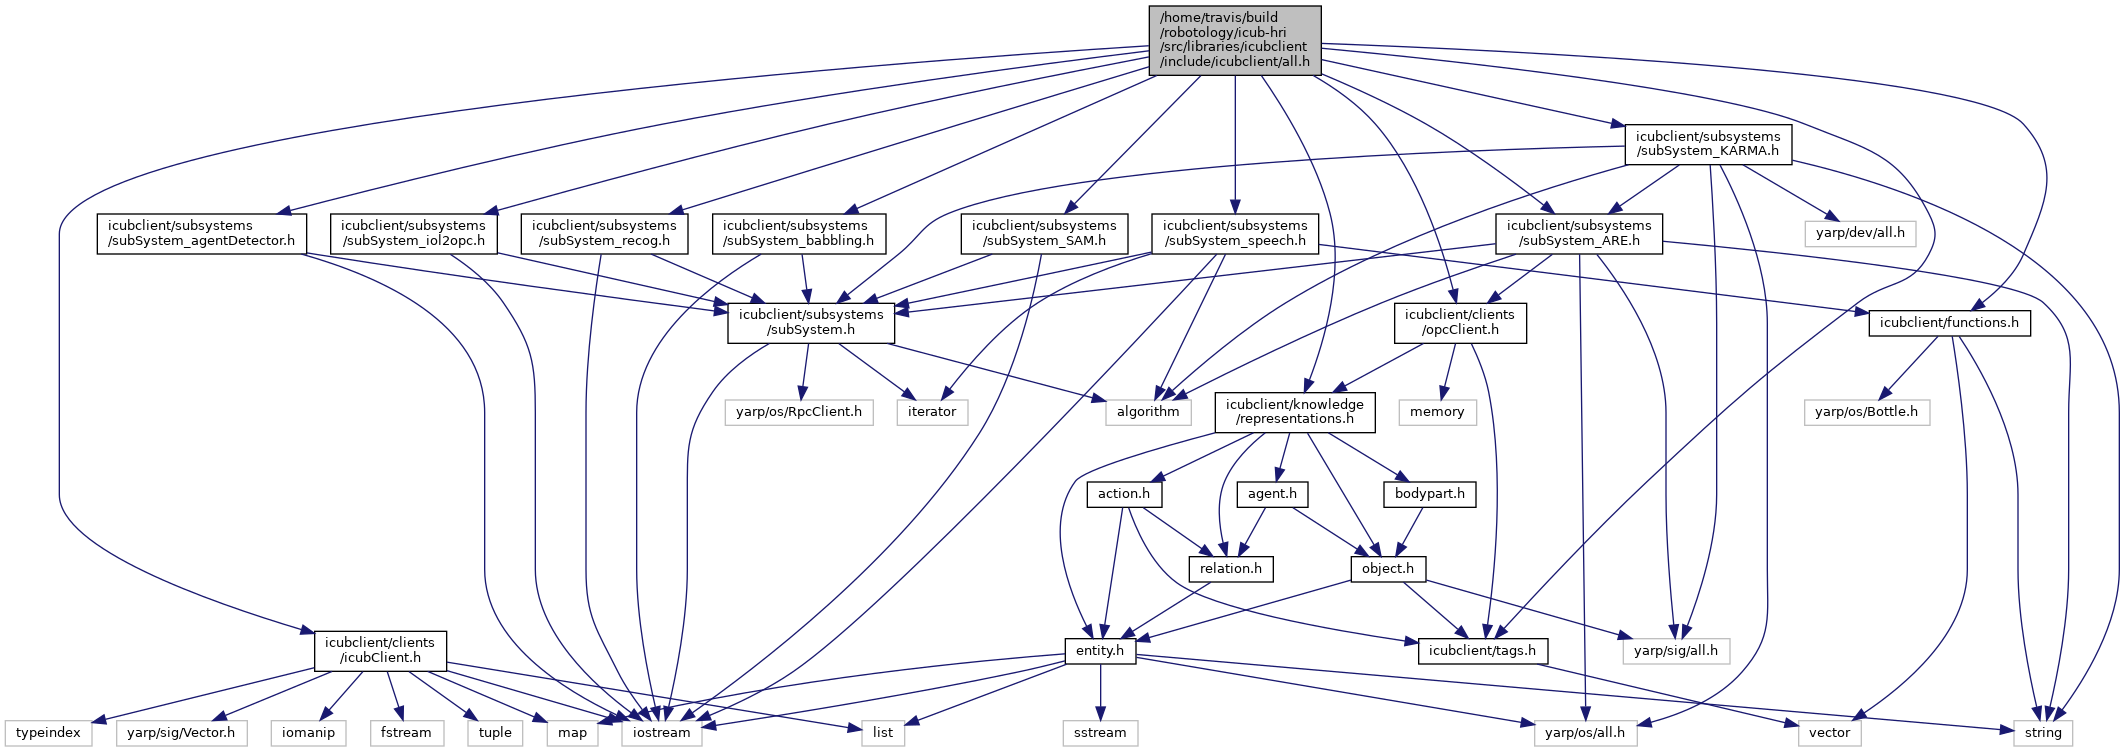 /home/travis/build
/robotology/icub-hri
/src/libraries/icubclient
/include/icubclient/all.h
icubclient/subsystems
/subSystem_KARMA.h
icubclient/subsystems
/subSystem_agentDetector.h
icubclient/subsystems
/subSystem_iol2opc.h
icubclient/subsystems
/subSystem_recog.h
icubclient/subsystems
/subSystem_babbling.h
icubclient/subsystems
/subSystem_SAM.h
icubclient/subsystems
/subSystem_speech.h
icubclient/subsystems
/subSystem_ARE.h
yarp/dev/all.h
icubclient/subsystems
/subSystem.h
icubclient/clients
/opcClient.h
icubclient/functions.h
yarp/os/RpcClient.h
iterator
algorithm
icubclient/knowledge
/representations.h
memory
yarp/os/Bottle.h
action.h
agent.h
bodypart.h
relation.h
object.h
icubclient/clients
/icubClient.h
entity.h
icubclient/tags.h
yarp/sig/all.h
typeindex
yarp/sig/Vector.h
iomanip
fstream
tuple
map
iostream
list
sstream
yarp/os/all.h
vector
string